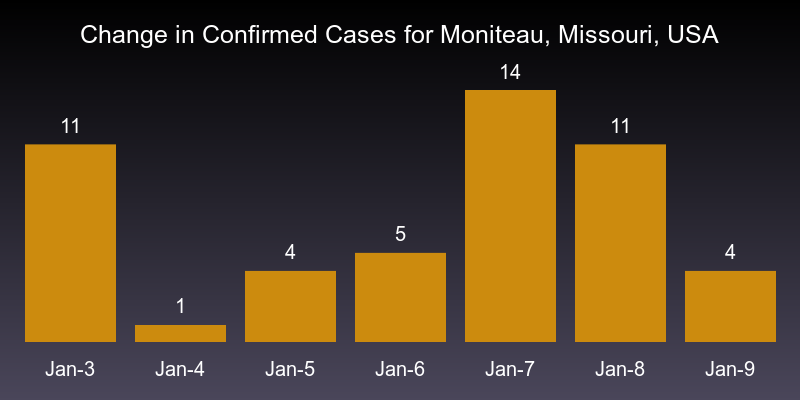 Change in Confirmed Cases for Moniteau, Missouri, USA
11
1
4
5
14
11
4
Jan-3
Jan-4
Jan-5
Jan-6
Jan-7
Jan-8
Jan-9